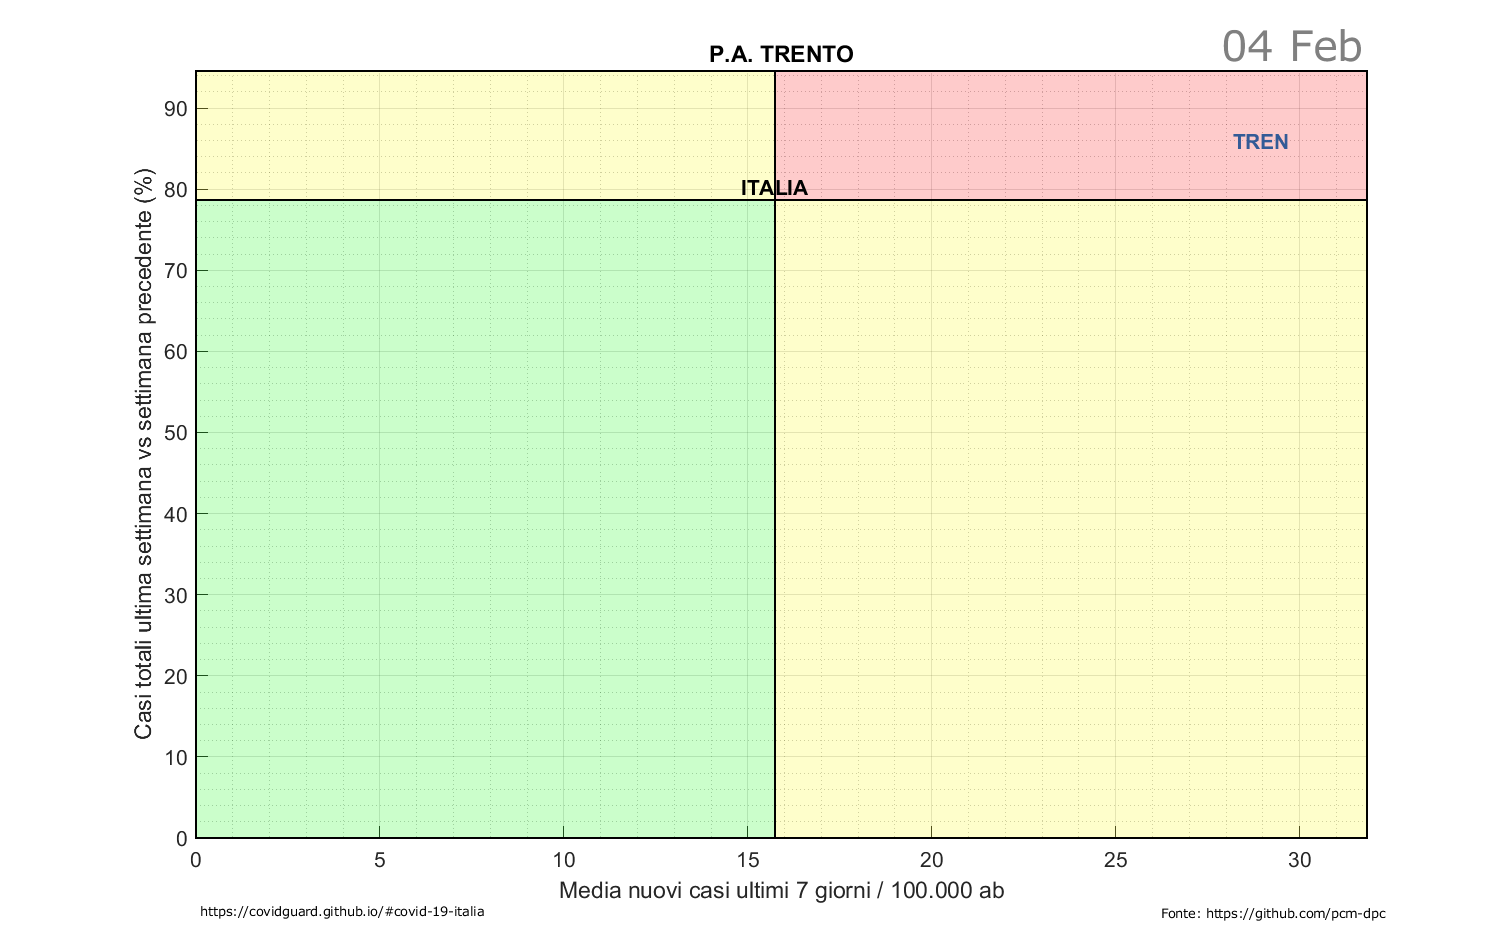 P.A. TRENTO
04 Feb
TREN
ITALIA
Casi totali ultima settimana vs settimana precedente (%)
90
80
70
60
50
40
30
20
10
0
0 5 10 15 20 25 30
Media nuovi casi ultimi 7 giorni / 100.000 ab
https://covidguard.github.io/#covid-19-italia
Fonte: https://github.com/pcm-dpc